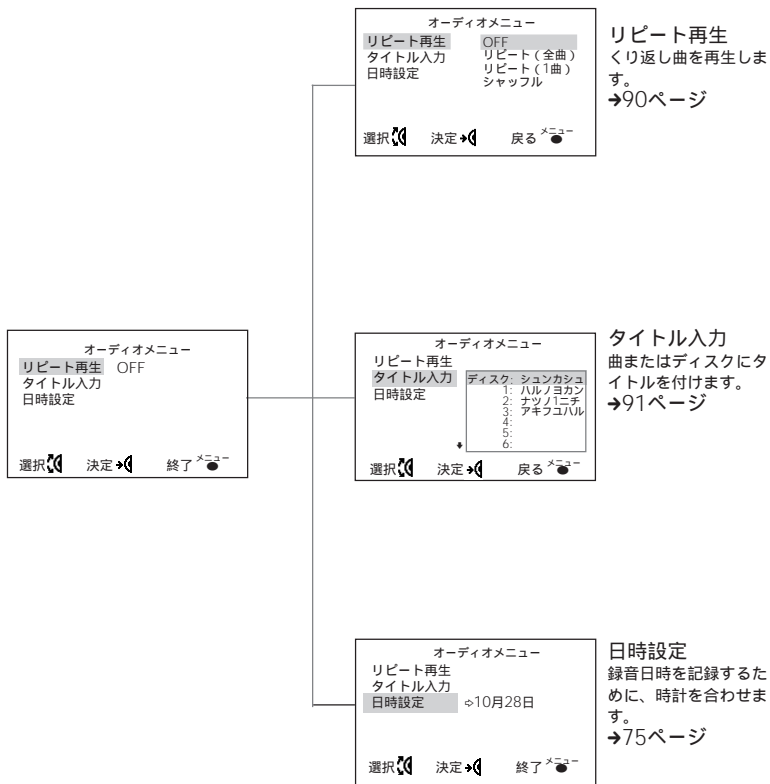 オーディオメニュー
リピート再生 OFF
タイトル入力 リピート(全曲)
日時設定 リピート(1曲)
シャッフル
選択 決定 戻る メニュー
リピート再生
くり返し曲を再生しま
す。
➔90ページ
オーディオメニュー
リピート再生 OFF
タイトル入力
日時設定
選択 決定 終了 メニュー
オーディオメニュー
リピート再生
タイトル入力 ディスク: シュンカシュ
日時設定 1: ハルノヨカン
2: ナツノ1ニチ
3: アキフユハル
4:
5:
6:
選択 決定 戻る メニュー
タイトル入力
曲またはディスクにタ
イトルを付けます。
➔91ページ
オーディオメニュー
リピート再生
タイトル入力
日時設定 ⇨10月28日
選択 決定 終了 メニュー
日時設定
録音日時を記録するた
めに、時計を合わせま
す。
➔75ページ